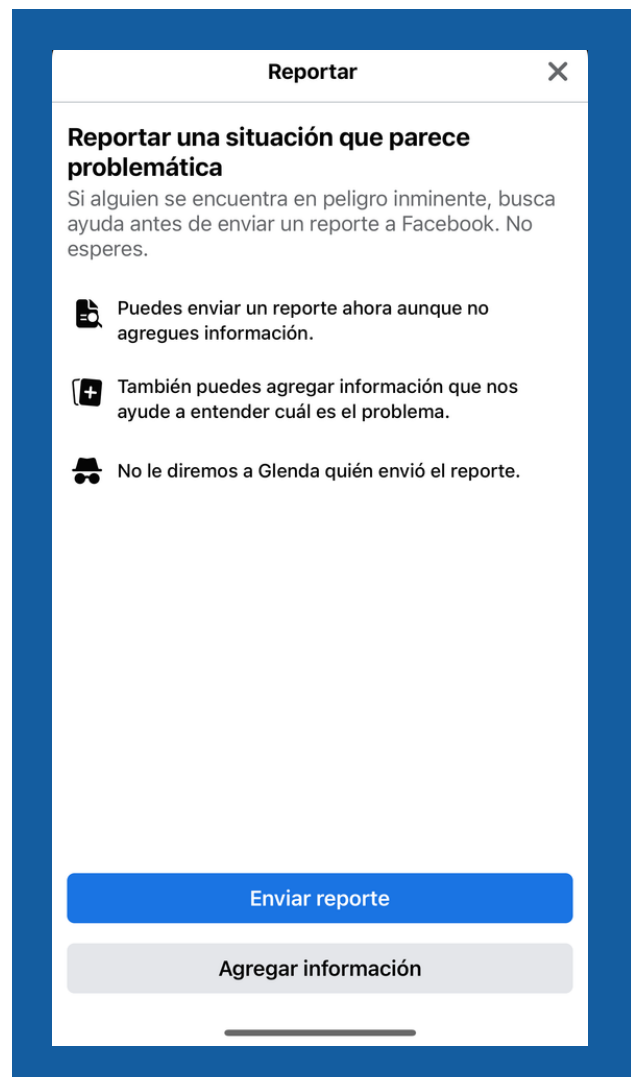 Reportar
Reportar una situación que parece
problemática
Si alguien se encuentra en peligro inminente, busca
ayuda antes de enviar un reporte a Facebook. No
esperes.
Puedes enviar un reporte ahora aunque no
agregues información.
También puedes agregar información que nos
ayude a entender cuál es el problema.
No le diremos a Glenda quién envió el reporte.
Enviar reporte
Agregar información